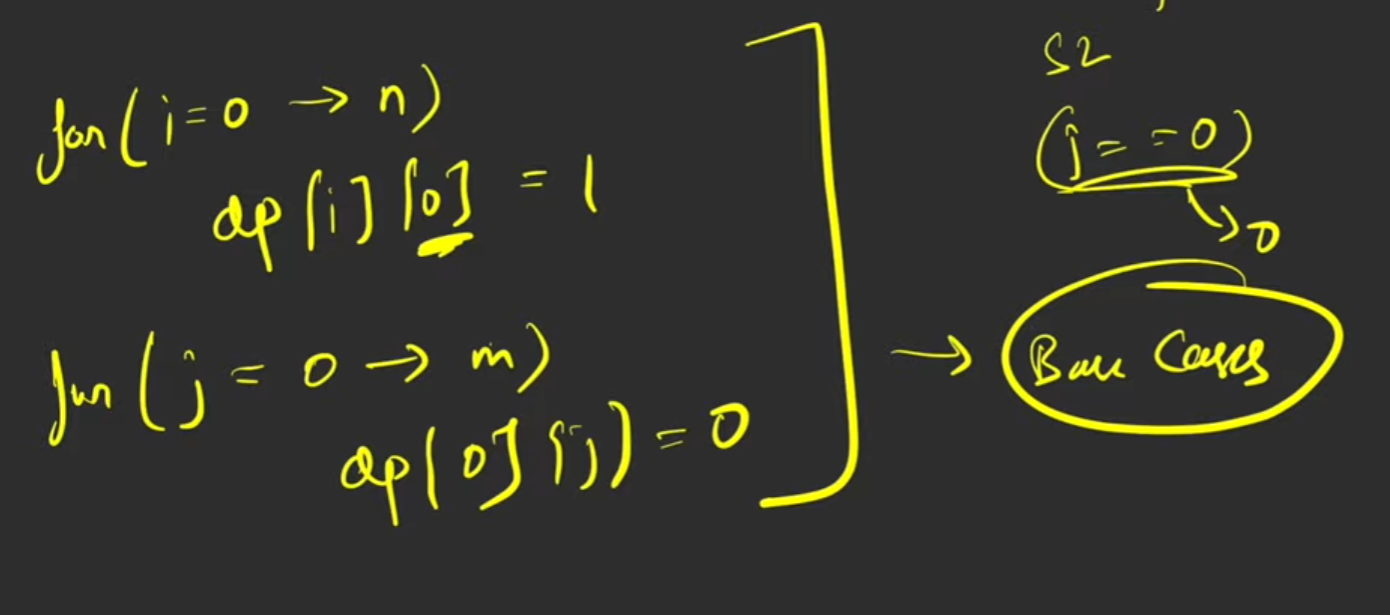 for(i=0 → n)
dp[i][0] = 1
for(j = 0 → m)
dp[0][j] = 0
S2
(j==0)
→ 0
→ Base Cases